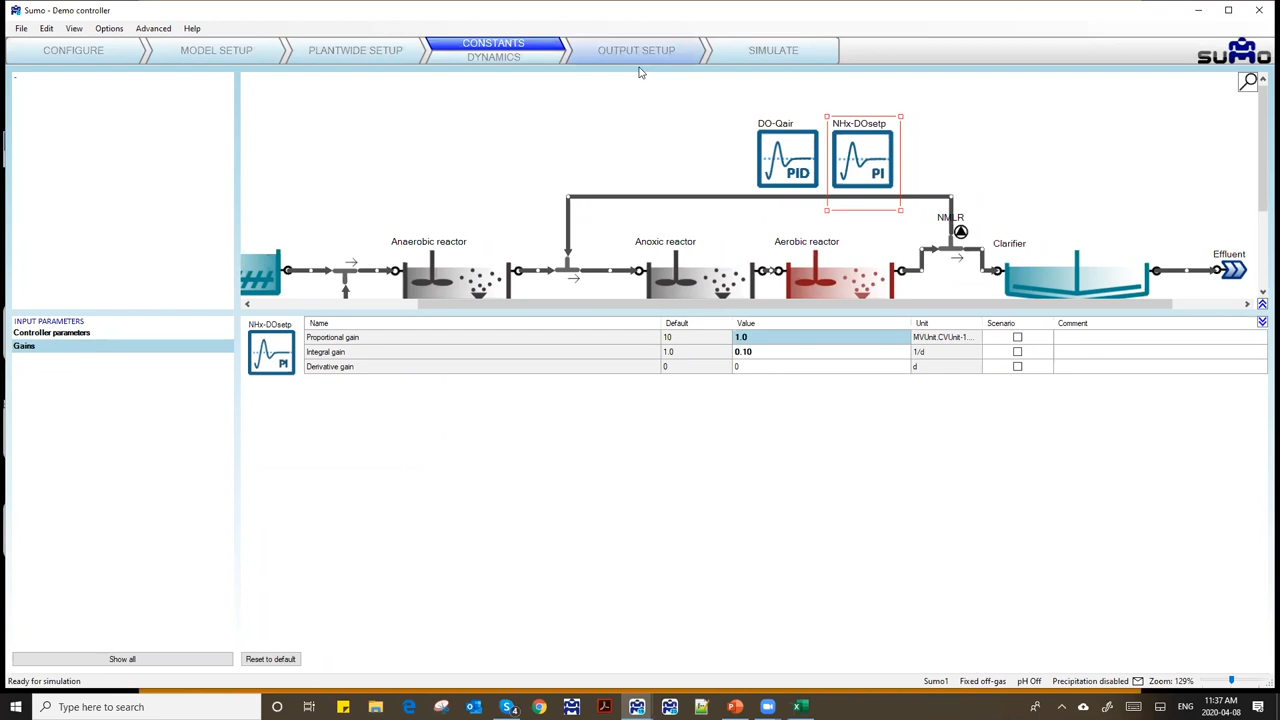 Sumo - Demo controller
File Edit View Options Advanced Help
CONFIGURE MODEL SETUP PLANTWIDE SETUP CONSTANTS DYNAMICS OUTPUT SETUP SIMULATE
sumo
-
DO-Qair NHx-DOsetp
PID PI
NMLR
Anaerobic reactor Anoxic reactor Aerobic reactor Clarifier
Effluent
INPUT PARAMETERS
Controller parameters
Gains
NHx-DOsetp
PI
Name Default Value Unit Scenario Comment
Proportional gain 10 1.0 MVUnit.CVUnit-1....
Integral gain 1.0 0.10 1/d
Derivative gain 0 0 d
Show all Reset to default
Ready for simulation Sumo1 Fixed off-gas pH Off Precipitation disabled Zoom: 129%
Type here to search
11:37 AM
2020-04-08